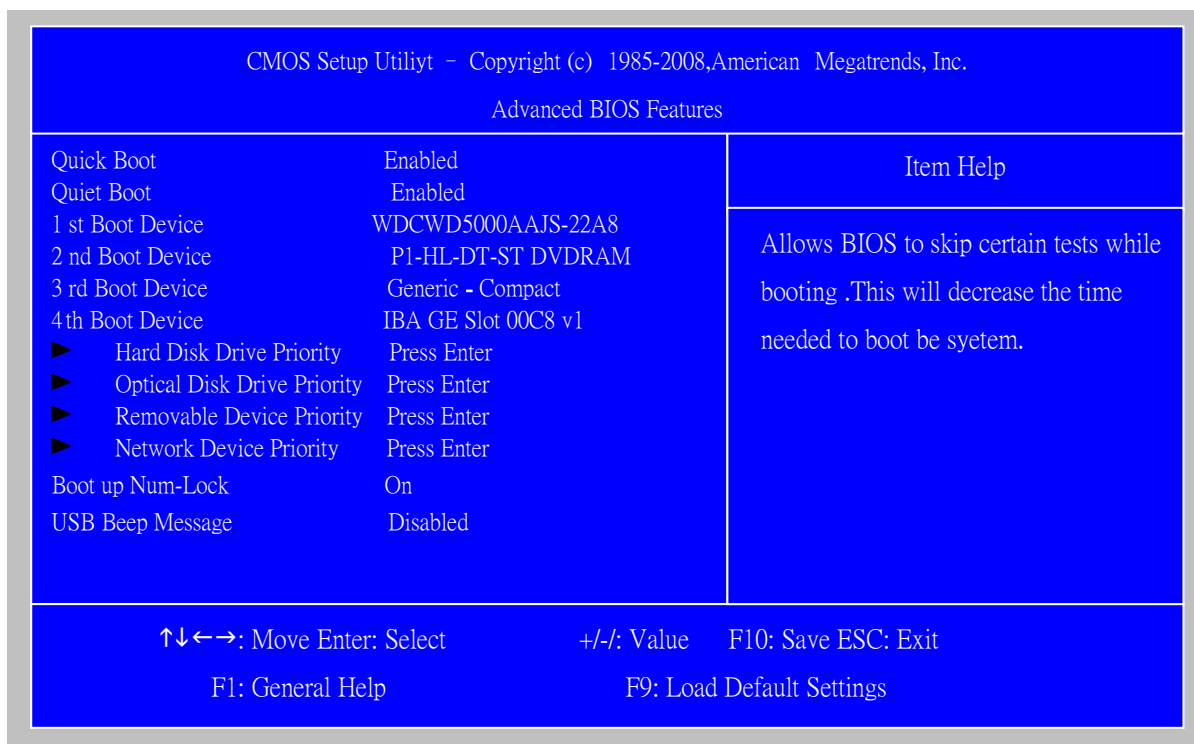 CMOS Setup Utiliyt – Copyright (c) 1985-2008,American Megatrends, Inc.
Advanced BIOS Features
Quick Boot Enabled
Quiet Boot Enabled
1 st Boot Device WDCWD5000AAJS-22A8
2 nd Boot Device P1-HL-DT-ST DVDRAM
3 rd Boot Device Generic - Compact
4 th Boot Device IBA GE Slot 00C8 v1
► Hard Disk Drive Priority Press Enter
► Optical Disk Drive Priority Press Enter
► Removable Device Priority Press Enter
► Network Device Priority Press Enter
Boot up Num-Lock On
USB Beep Message Disabled
Item Help
Allows BIOS to skip certain tests while
booting .This will decrease the time
needed to boot be syetem.
↑↓←→: Move Enter: Select +/-/: Value F10: Save ESC: Exit
F1: General Help F9: Load Default Settings